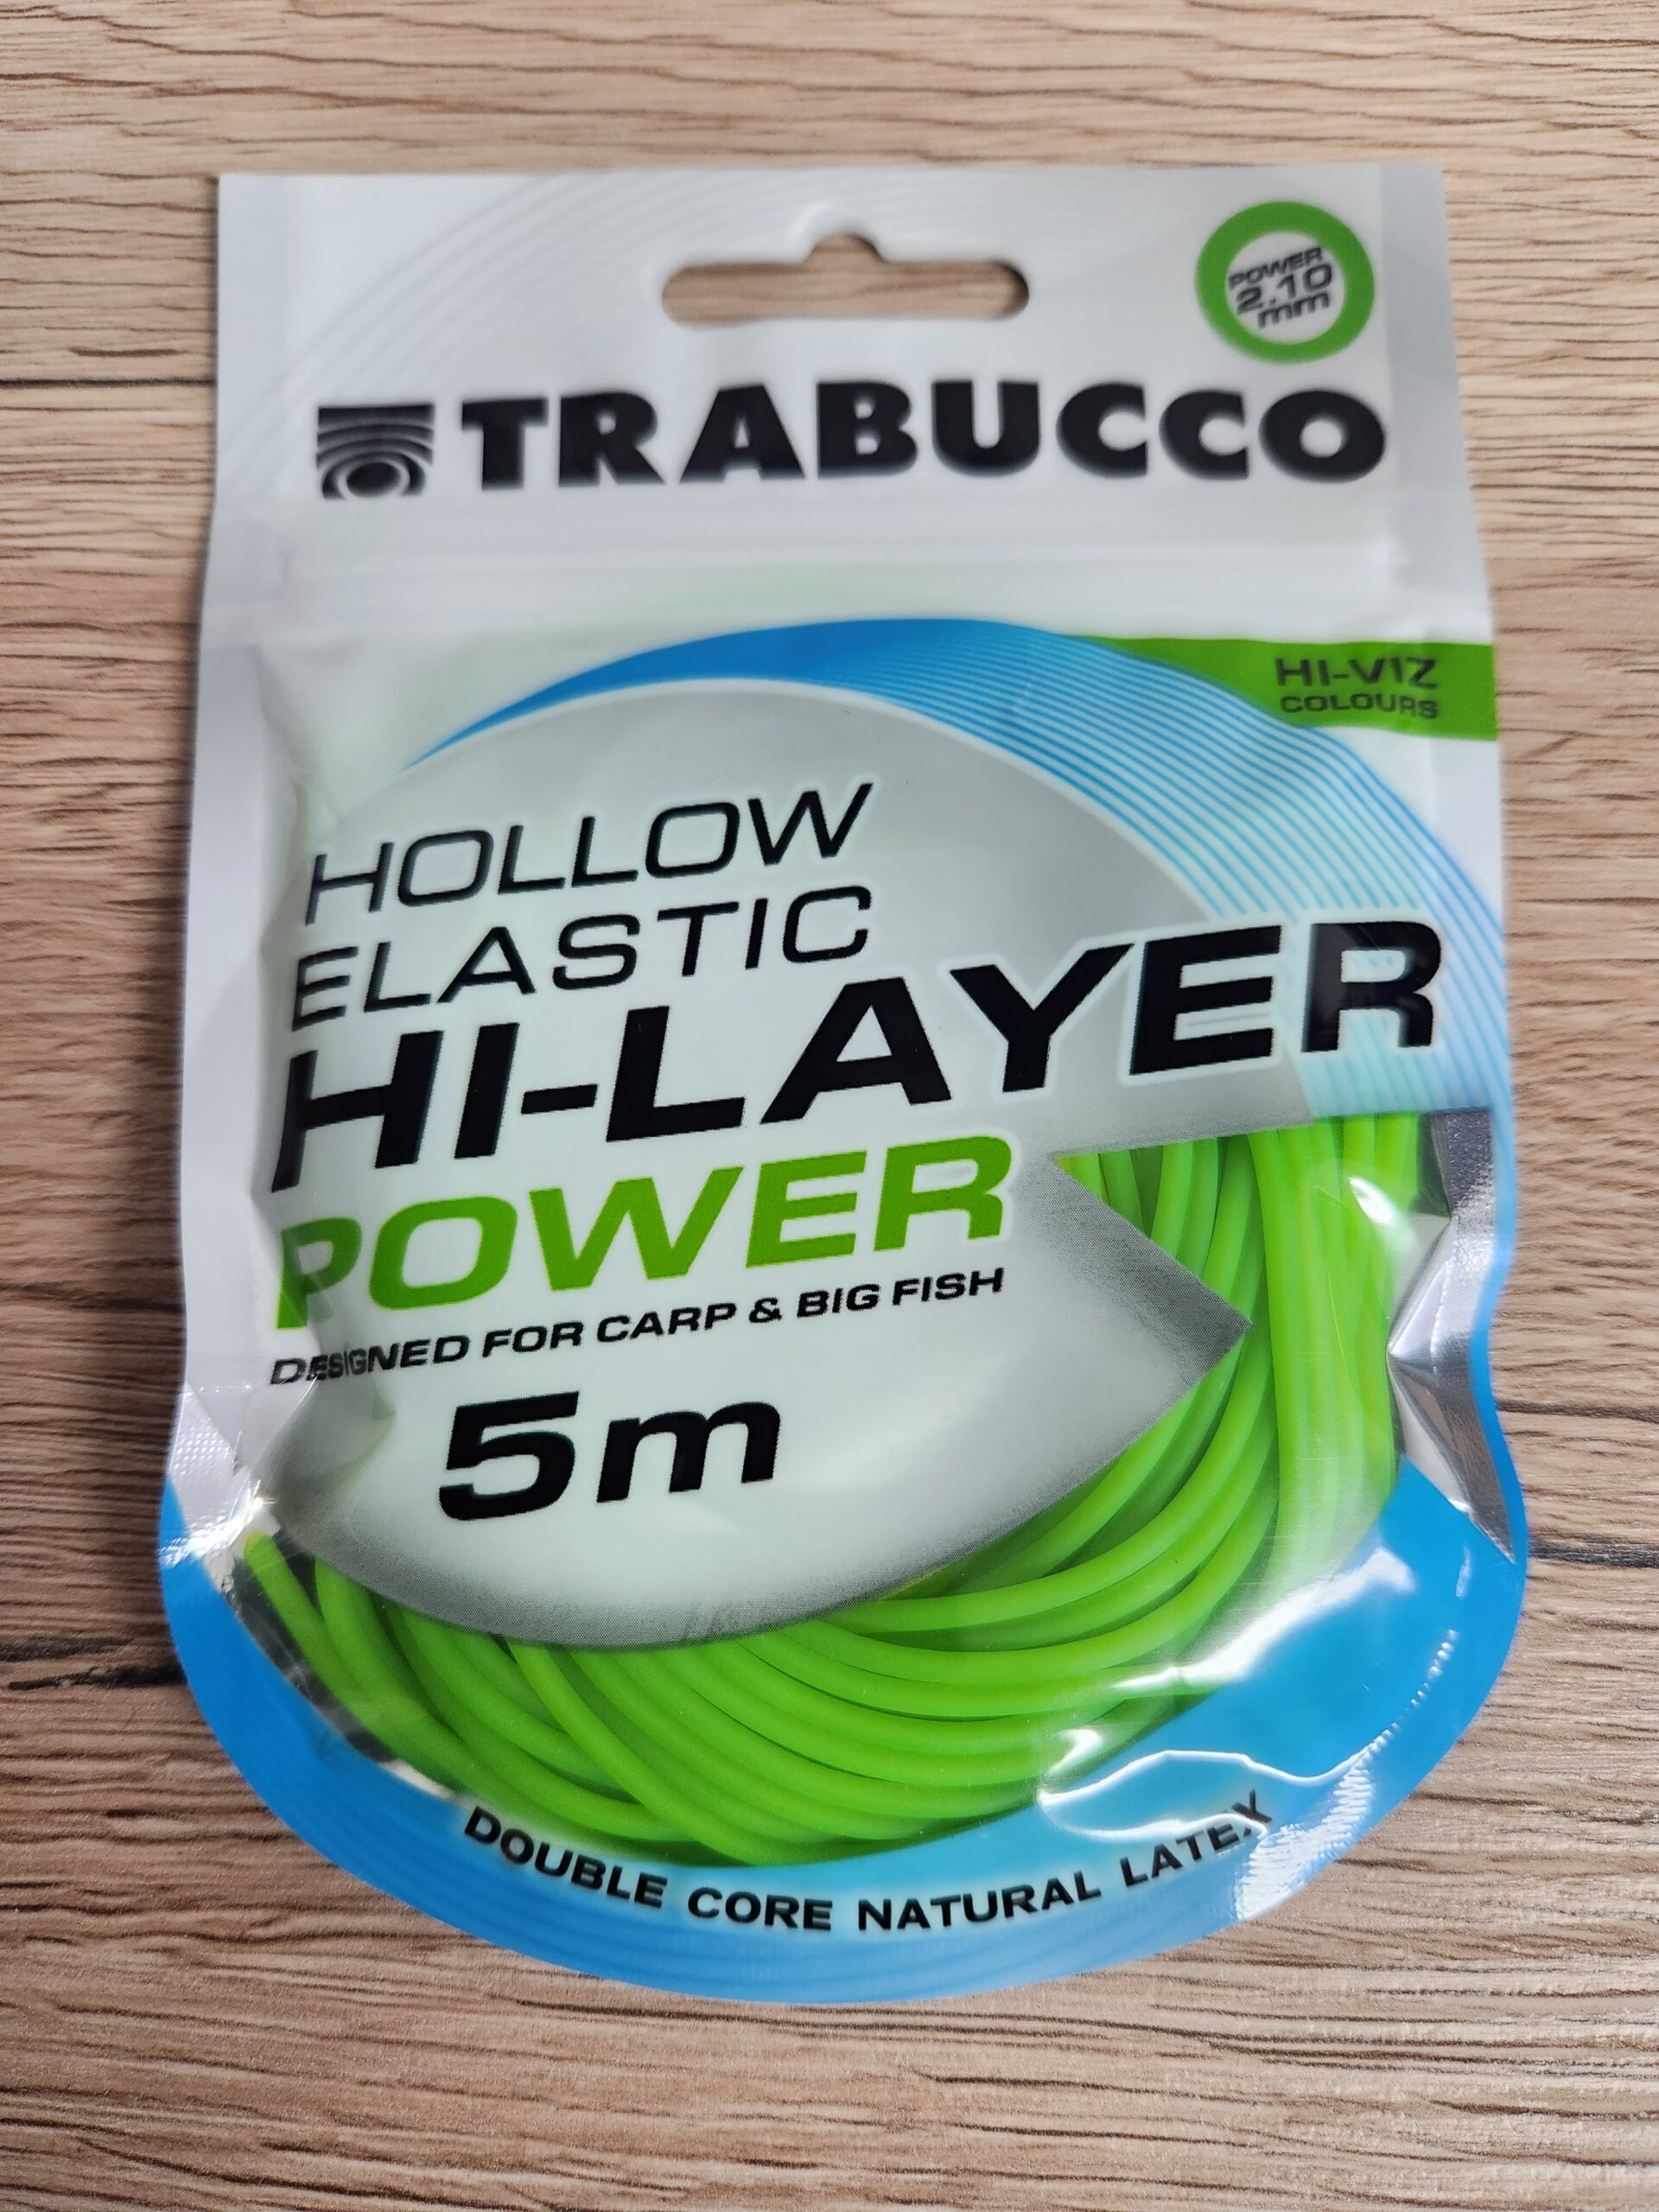 POWER
2.10
mm
TRABUCCO
HI-VIZ
COLOURS
HOLLOW
ELASTIC
HI-LAYER
POWER
DESIGNED FOR CARP & BIG FISH
5m
DOUBLE CORE NATURAL LATEX